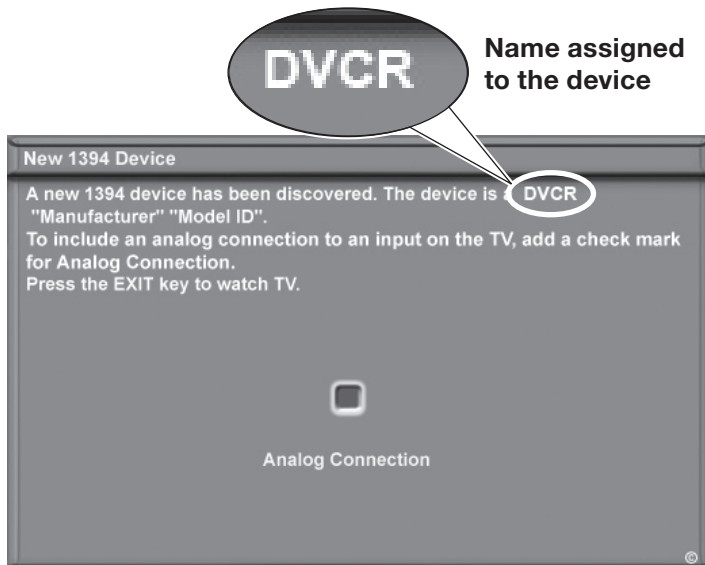 DVCR
Name assigned
to the device
New 1394 Device
A new 1394 device has been discovered. The device is a DVCR
"Manufacturer" "Model ID".
To include an analog connection to an input on the TV, add a check mark
for Analog Connection.
Press the EXIT key to watch TV.
Analog Connection
©